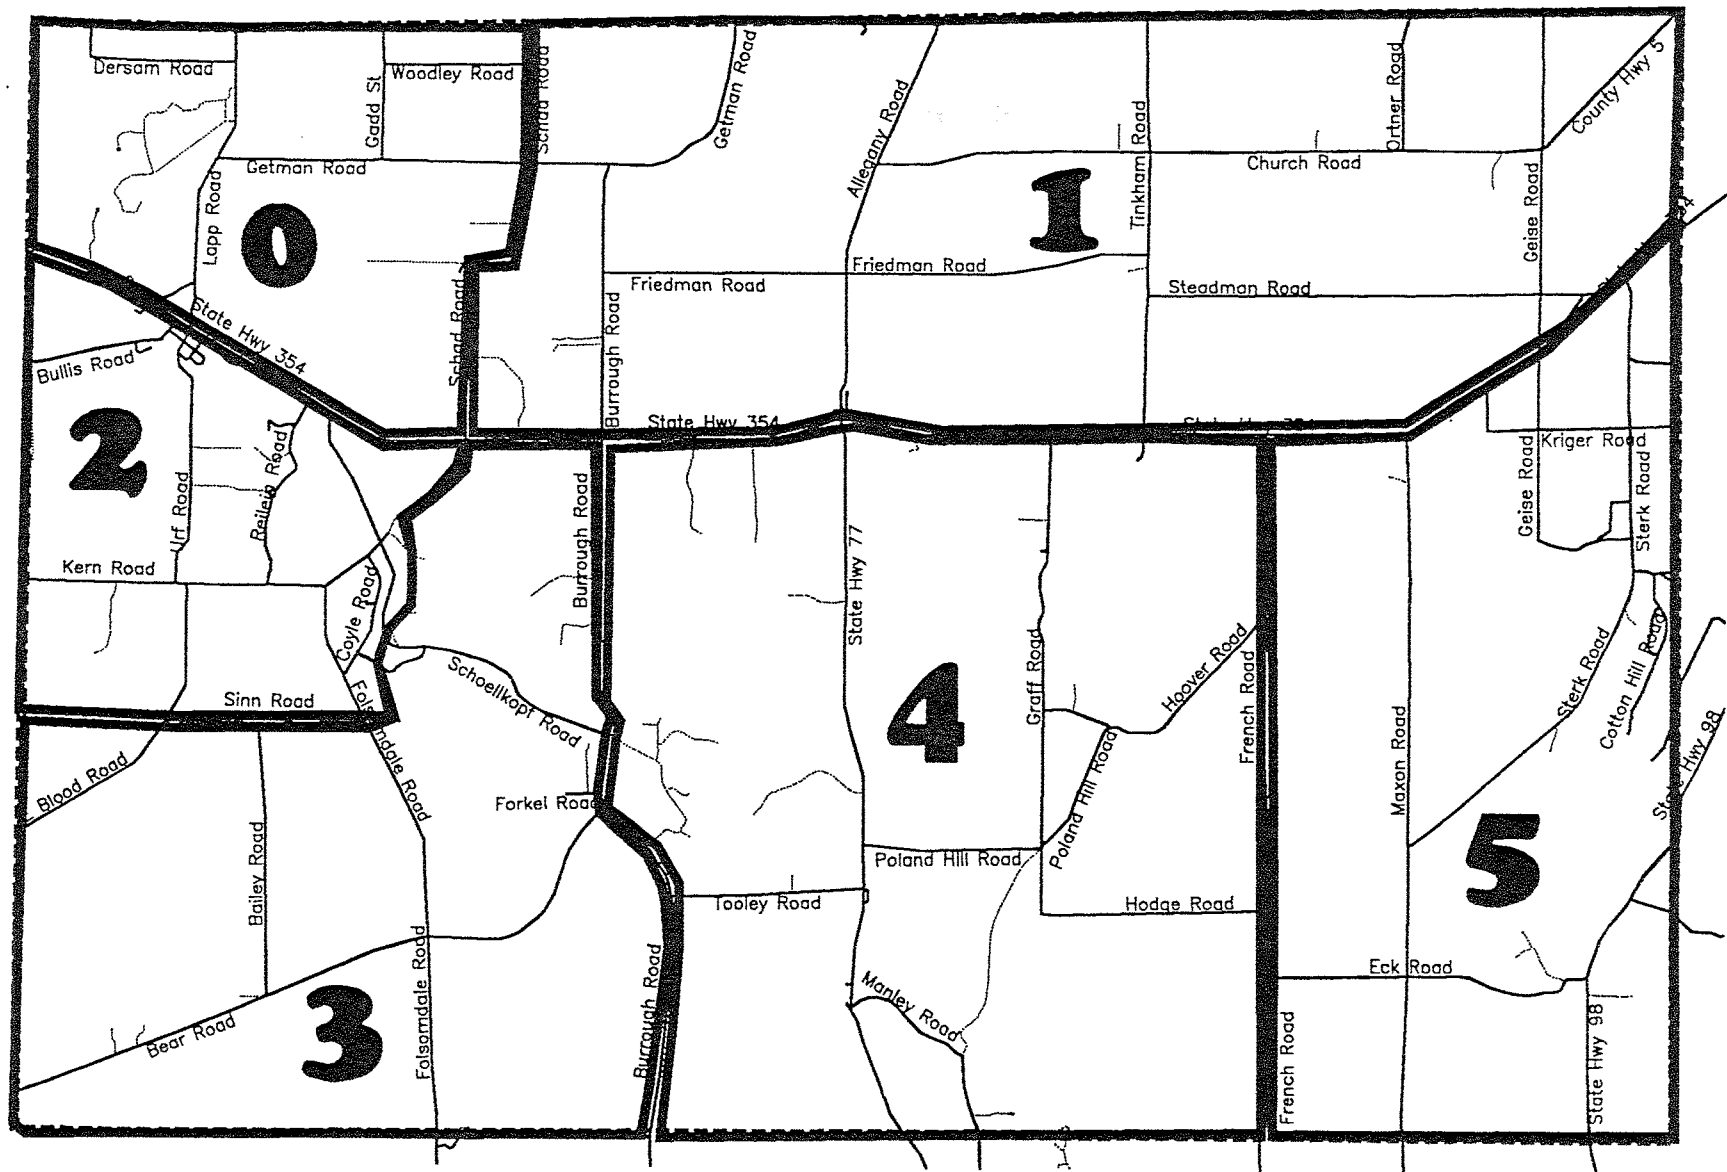 Dersam Road
Gadd St
Woodley Road
Schad Road
Getman Road
Allegany Road
Tinkham Road
Ortner Road
County Hwy 5
Getman Road
Church Road
Lapp Road
0
1
Geise Road
Friedman Road
Friedman Road
Steadman Road
State Hwy 354
Schad Road
Burrough Road
Bullis Road
2
State Hwy 354
Kriger Road
Urf Road
Reilein Road
Burrough Road
State Hwy 77
Geise Road
Sterk Road
Kern Road
Coyle Road
Schoellkopf Road
Graff Road
Hoover Road
French Road
Sterk Road
Cotton Hill Road
Sinn Road
4
Maxon Road
Hwy 98
Blood Road
Forkel Road
Poland Hill Road
Poland Hill Road
5
Bailey Road
Tooley Road
Hodge Road
Folsomdale Road
Burrough Road
Eck Road
Manley Road
3
Bear Road
French Road
State Hwy 98